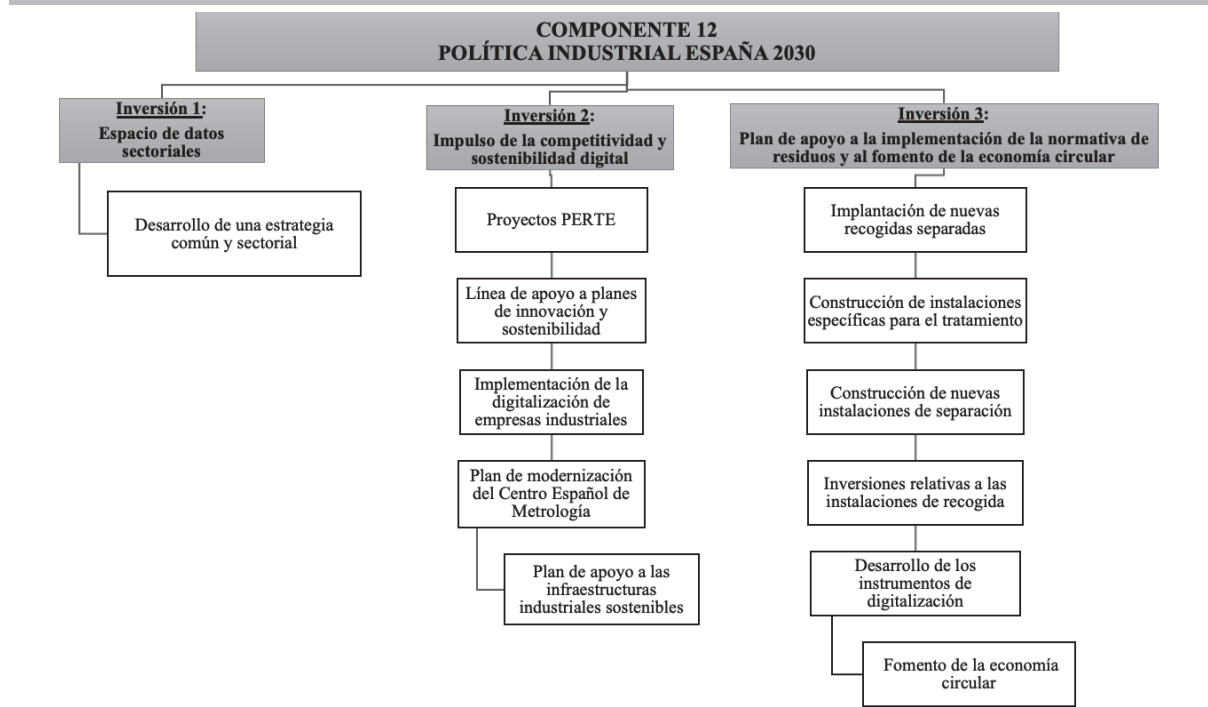 COMPONENTE 12
POLÍTICA INDUSTRIAL ESPAÑA 2030
Inversión 1:
Espacio de datos
sectoriales
Desarrollo de una estrategia
común y sectorial
Inversión 2:
Impulso de la competitividad y
sostenibilidad digital
Proyectos PERTE
Línea de apoyo a planes
de innovación y
sostenibilidad
Implementación de la
digitalización de
empresas industriales
Plan de modernización
del Centro Español de
Metrología
Plan de apoyo a las
infraestructuras
industriales sostenibles
Inversión 3:
Plan de apoyo a la implementación de la normativa de
residuos y al fomento de la economía circular
Implantación de nuevas
recogidas separadas
Construcción de instalaciones
específicas para el tratamiento
Construcción de nuevas
instalaciones de separación
Inversiones relativas a las
instalaciones de recogida
Desarrollo de los
instrumentos de
digitalización
Fomento de la economía
circular